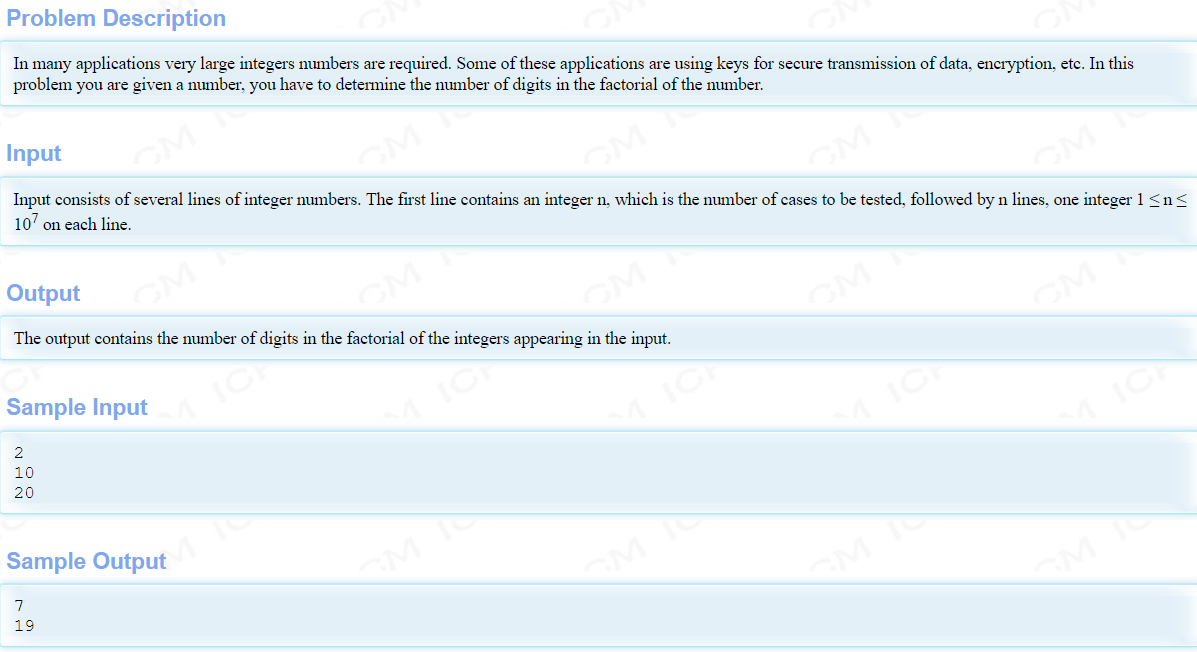 Problem Description
In many applications very large integers numbers are required. Some of these applications are using keys for secure transmission of data, encryption, etc. In this
problem you are given a number, you have to determine the number of digits in the factorial of the number.
Input
Input consists of several lines of integer numbers. The first line contains an integer n, which is the number of cases to be tested, followed by n lines, one integer 1 ≤n≤
10⁷ on each line.
Output
The output contains the number of digits in the factorial of the integers appearing in the input.
Sample Input
2
10
20
Sample Output
7
19